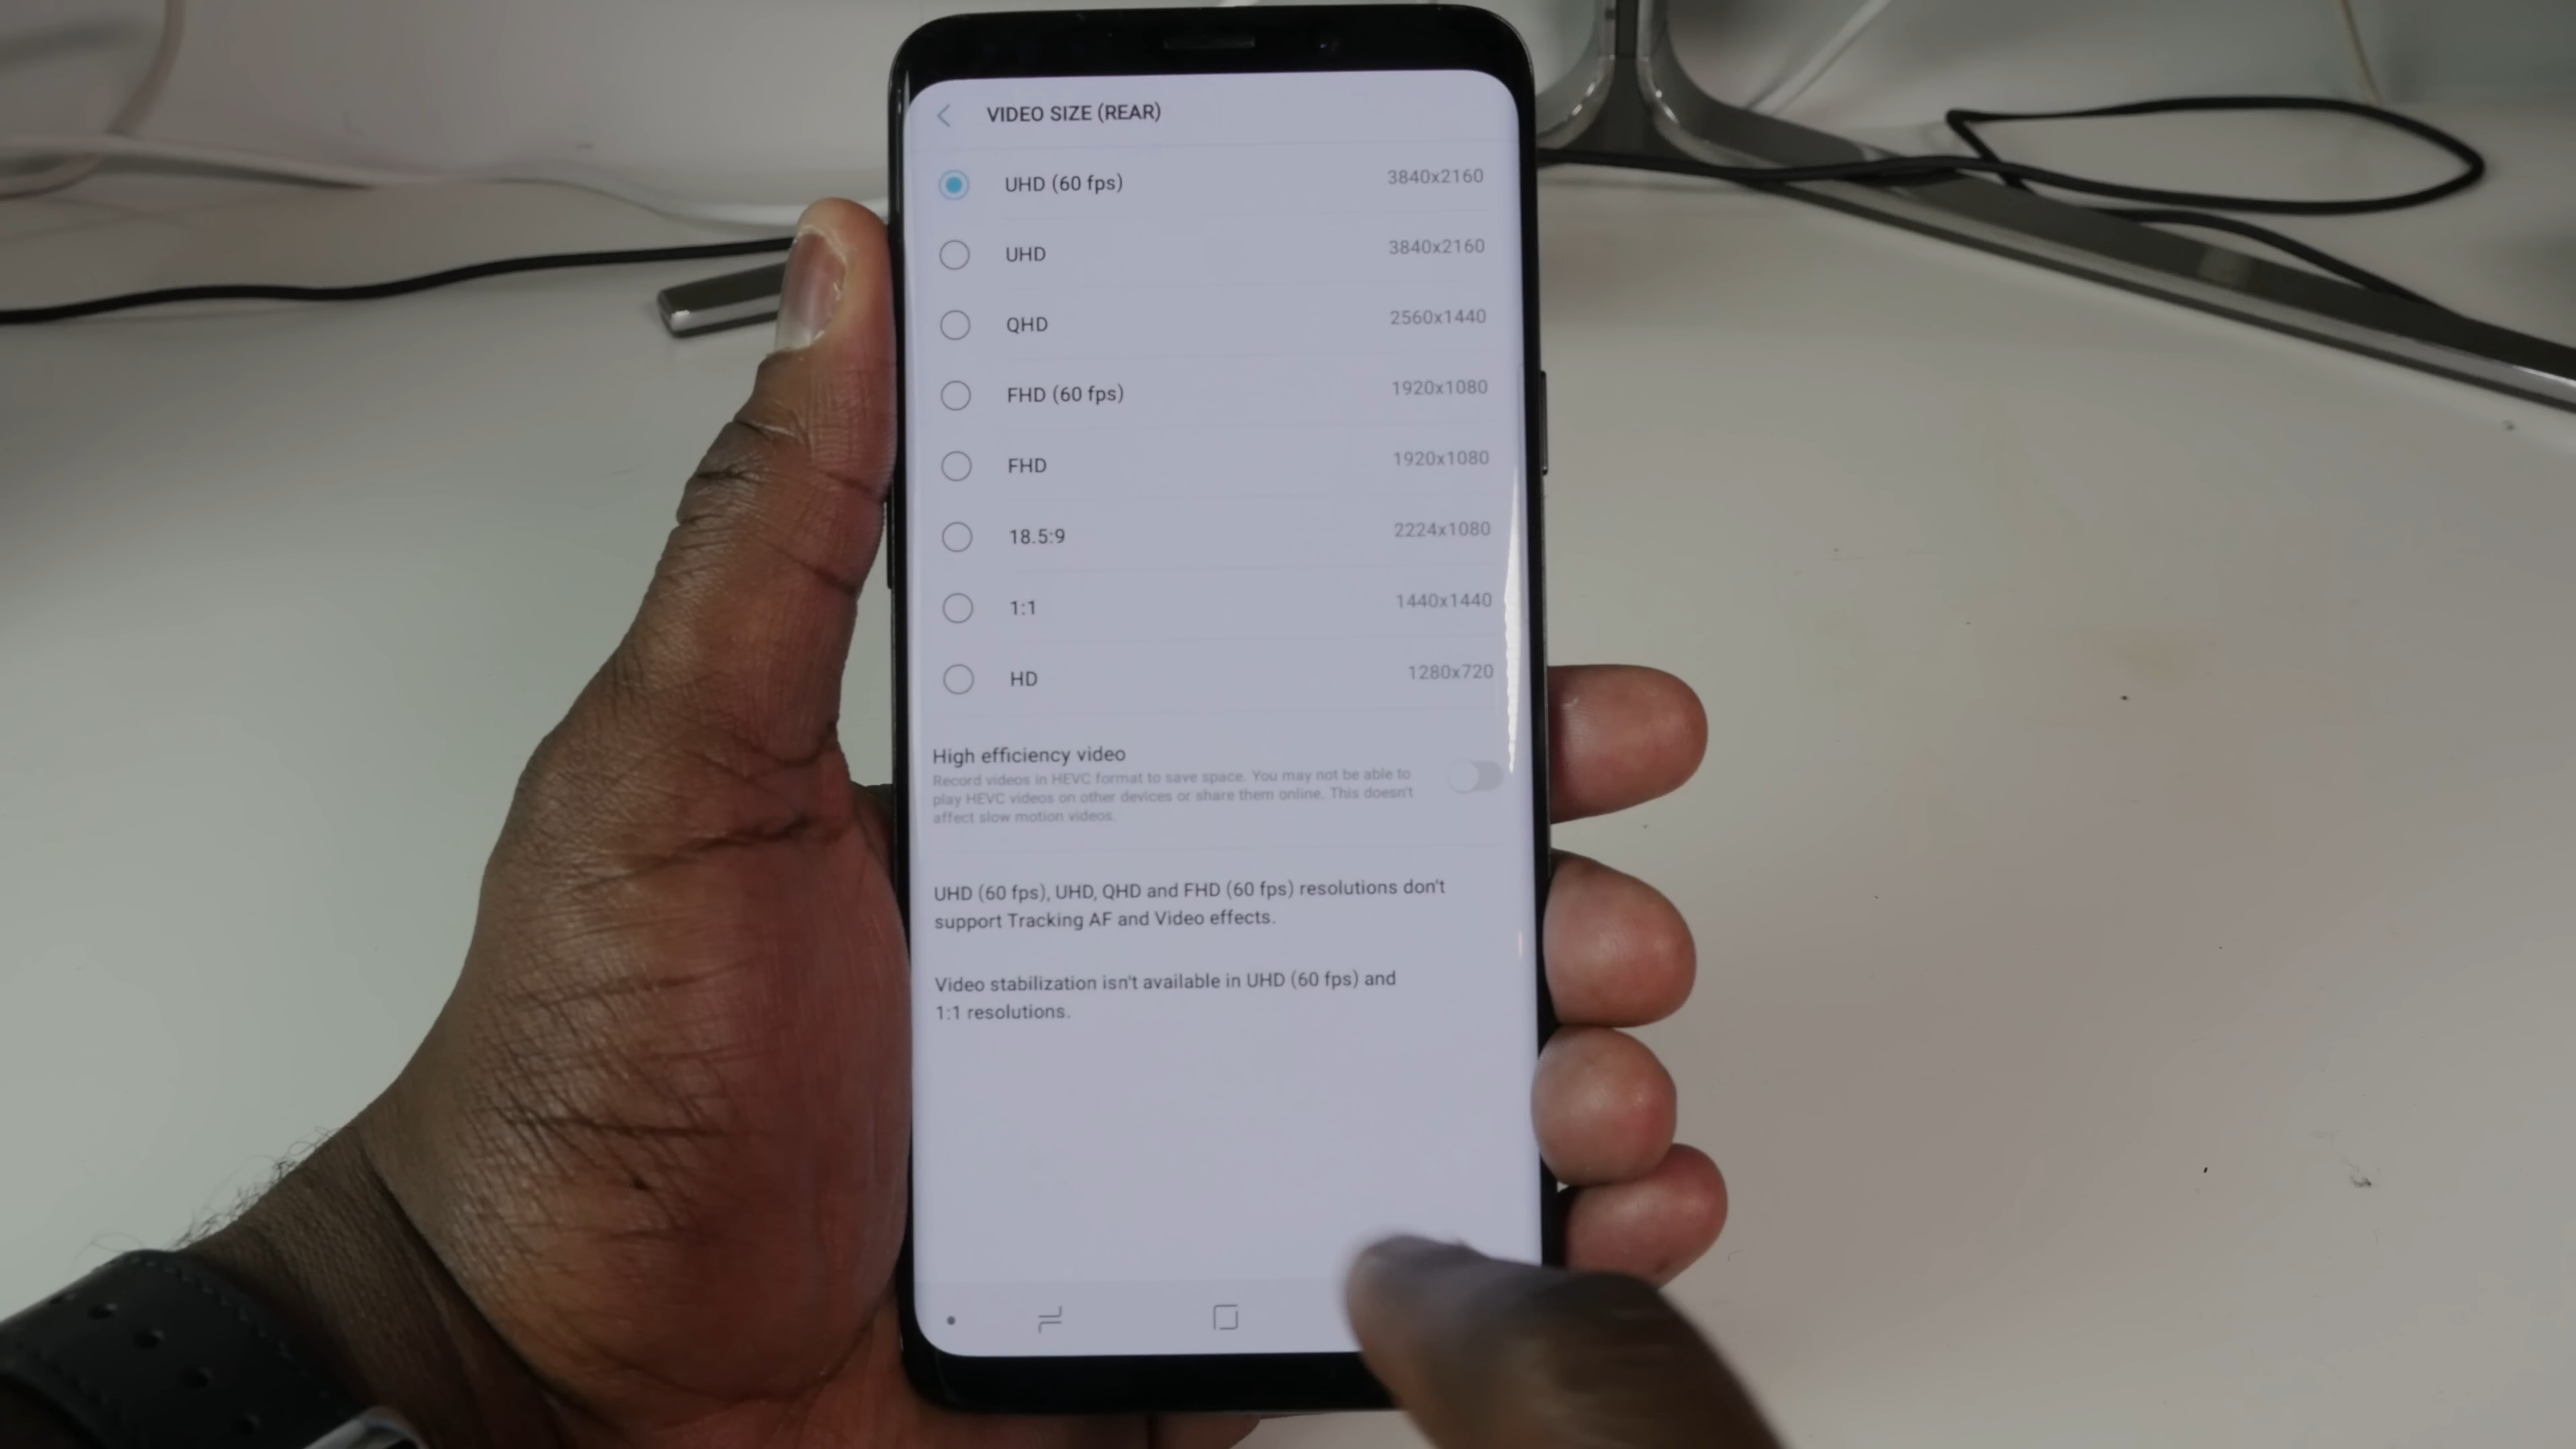 VIDEO SIZE (REAR)
UHD (60 fps) 3840x2160
UHD 3840x2160
QHD 2560x1440
FHD (60 fps) 1920x1080
FHD 1920x1080
18.5:9 2224x1080
1:1 1440x1440
HD 1280x720
High efficiency video
Record videos in HEVC format to save space. You may not be able to
play HEVC videos on other devices or share them online. This doesn't
affect slow motion videos.
UHD (60 fps), UHD, QHD and FHD (60 fps) resolutions don't
support Tracking AF and Video effects.
Video stabilization isn't available in UHD (60 fps) and
1:1 resolutions.